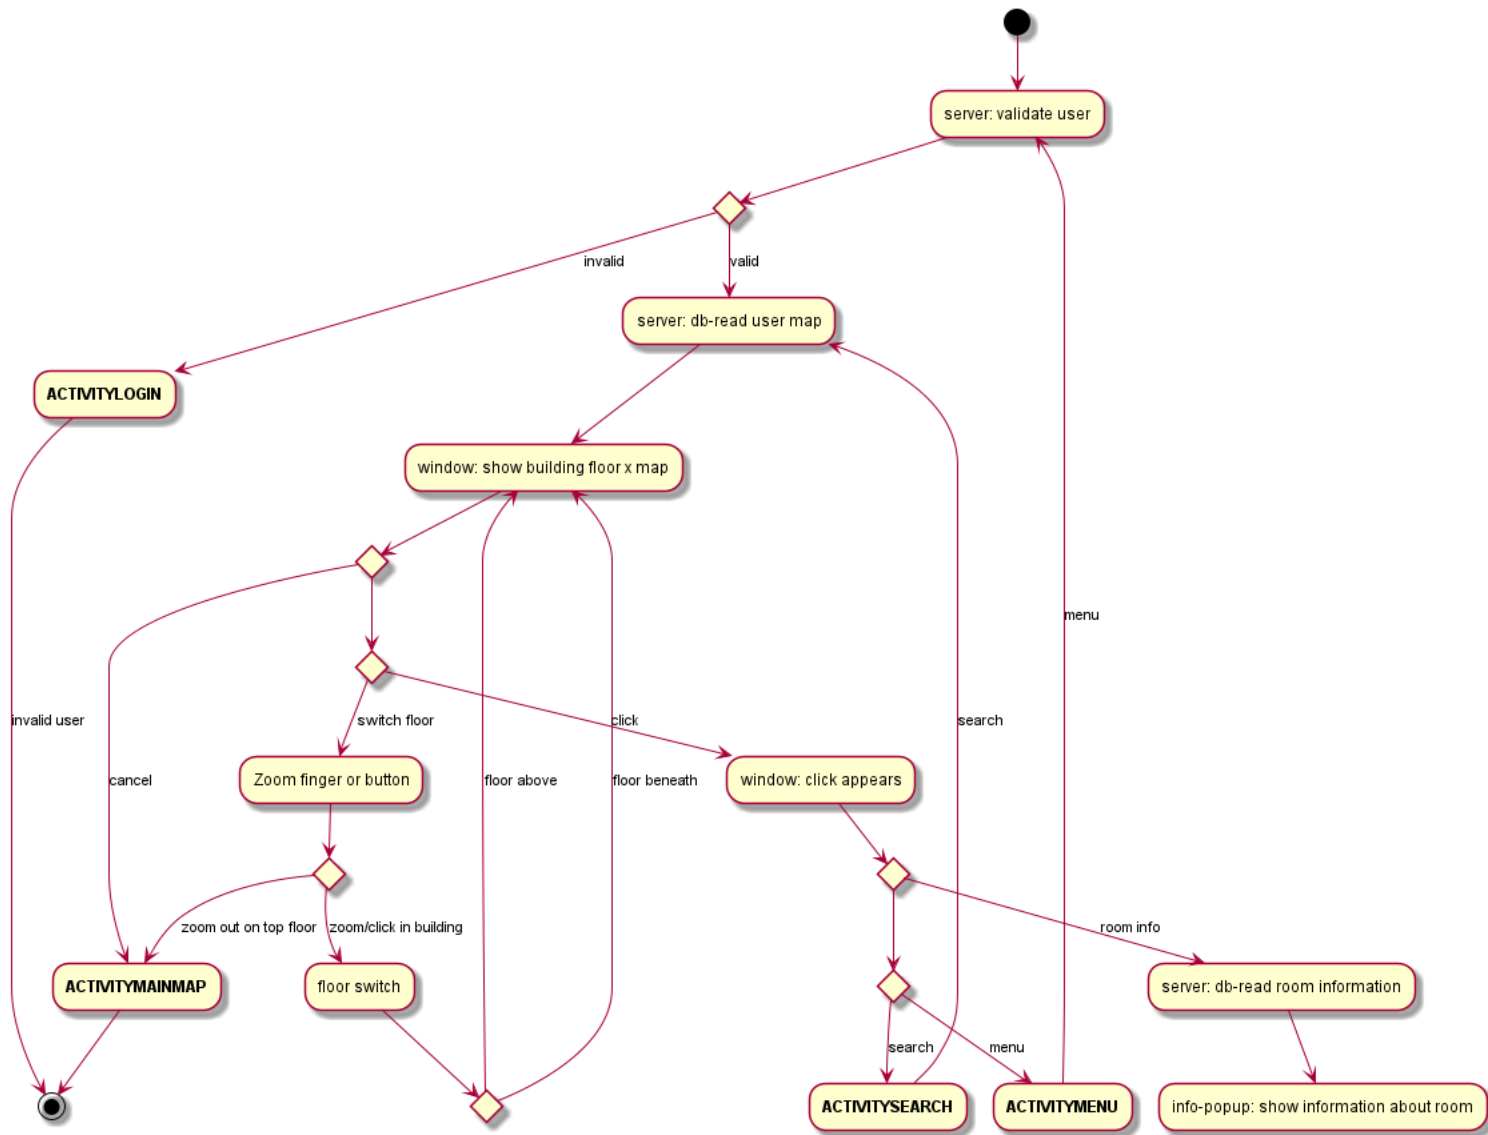 server: validate user
invalid
valid
server: db-read user map
ACTIVITYLOGIN
window: show building floor x map
menu
invalid user
switch floor
click
search
cancel
Zoom finger or button
floor above
floor beneath
window: click appears
zoom out on top floor
zoom/click in building
room info
ACTIVITYMAINMAP
floor switch
server: db-read room information
search
menu
ACTIVITYSEARCH
ACTIVITYMENU
info-popup: show information about room